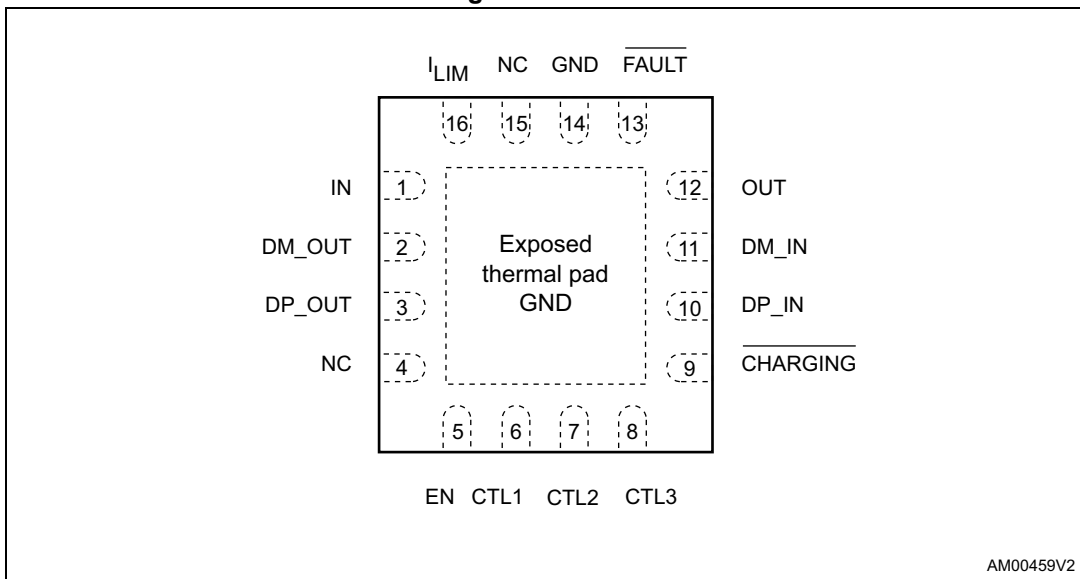 g
I_LIM NC GND FAULT
16 15 14 13
IN 1 12 OUT
DM_OUT 2 Exposed 11 DM_IN
thermal pad
DP_OUT 3 GND 10 DP_IN
NC 4 9 CHARGING
5 6 7 8
EN CTL1 CTL2 CTL3
AM00459V2